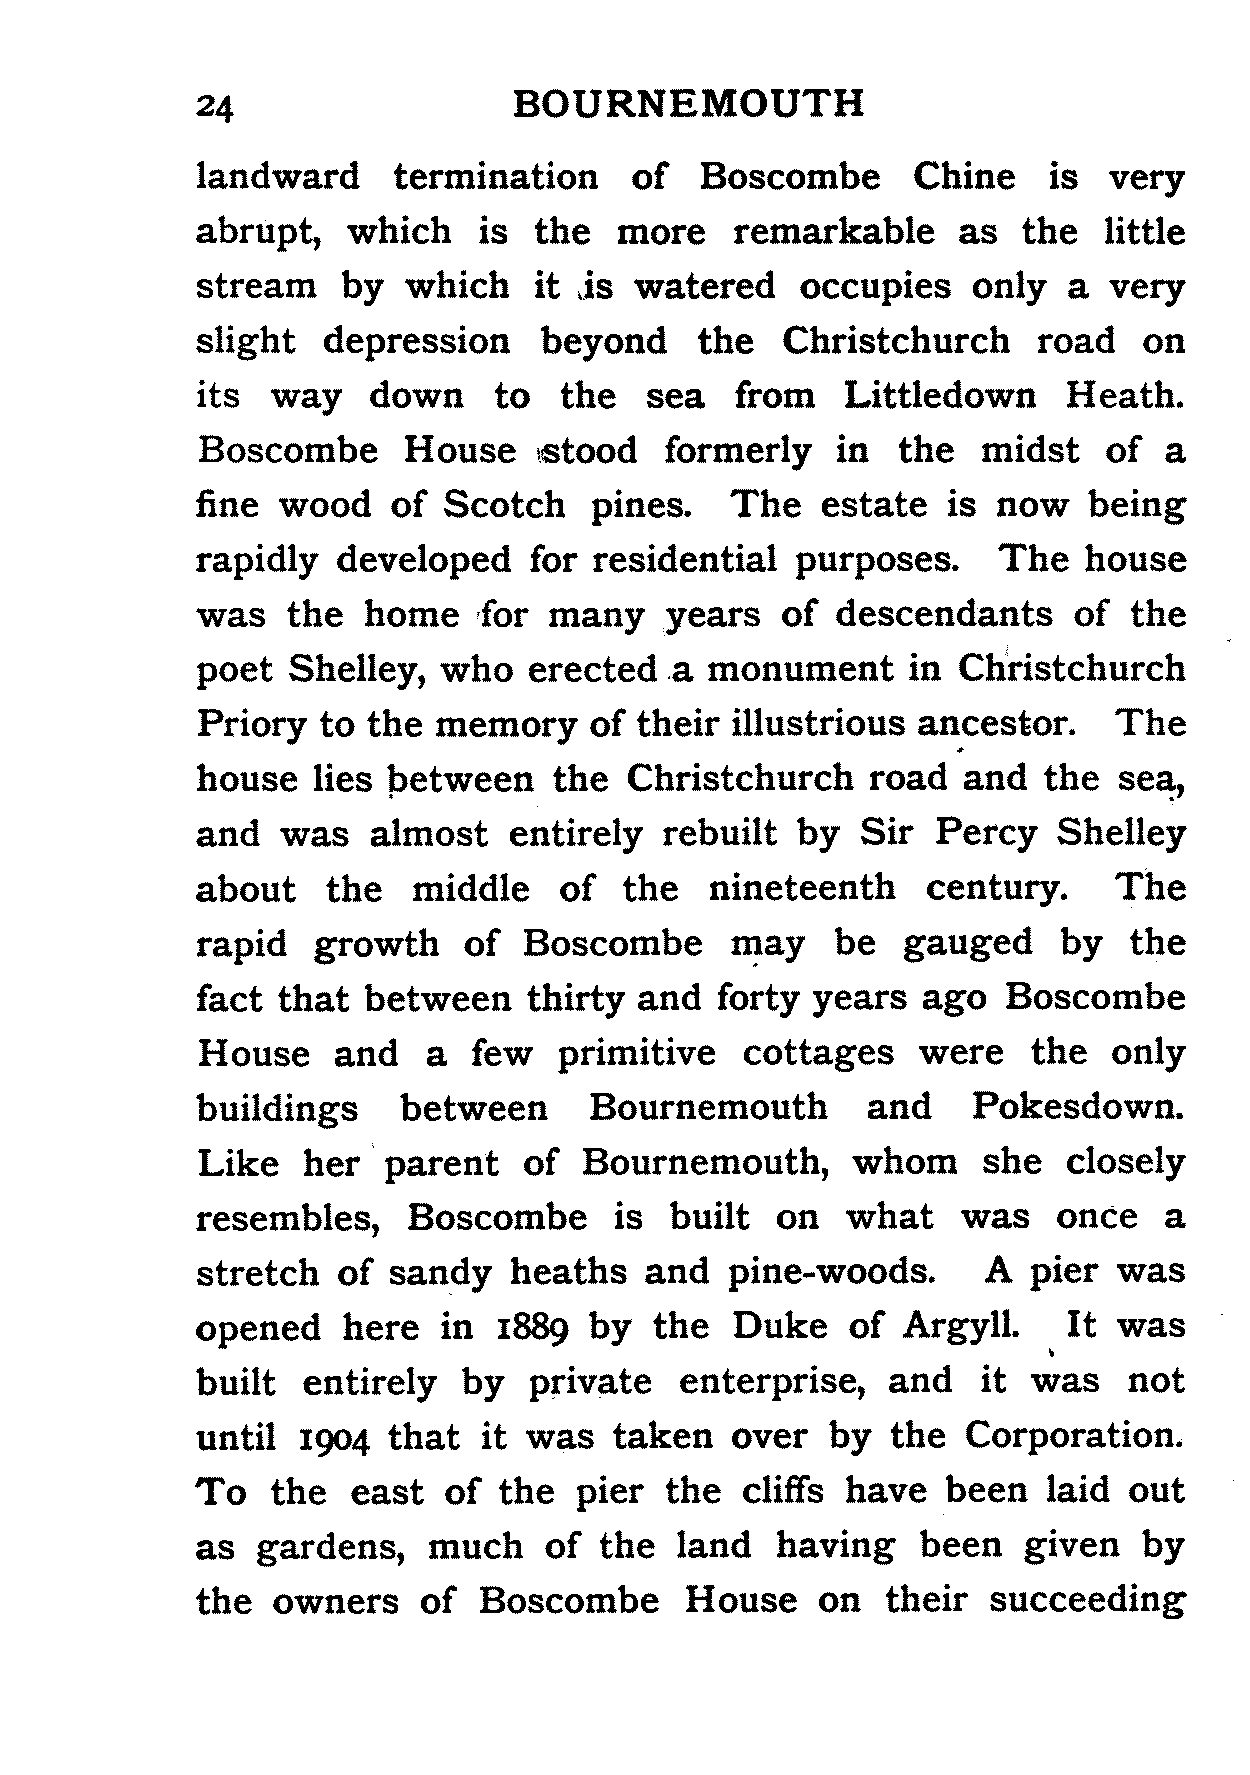 24 BOURNEMOUTH
landward termination of Boscombe Chine is very
abrupt, which is the more remarkable as the little
stream by which it is watered occupies only a very
slight depression beyond the Christchurch road on
its way down to the sea from Littledown Heath.
Boscombe House stood formerly in the midst of a
fine wood of Scotch pines. The estate is now being
rapidly developed for residential purposes. The house
was the home for many years of descendants of the
poet Shelley, who erected a monument in Christchurch
Priory to the memory of their illustrious ancestor. The
house lies between the Christchurch road and the sea,
and was almost entirely rebuilt by Sir Percy Shelley
about the middle of the nineteenth century. The
rapid growth of Boscombe may be gauged by the
fact that between thirty and forty years ago Boscombe
House and a few primitive cottages were the only
buildings between Bournemouth and Pokesdown.
Like her parent of Bournemouth, whom she closely
resembles, Boscombe is built on what was once a
stretch of sandy heaths and pine-woods. A pier was
opened here in 1889 by the Duke of Argyll. It was
built entirely by private enterprise, and it was not
until 1904 that it was taken over by the Corporation.
To the east of the pier the cliffs have been laid out
as gardens, much of the land having been given by
the owners of Boscombe House on their succeeding